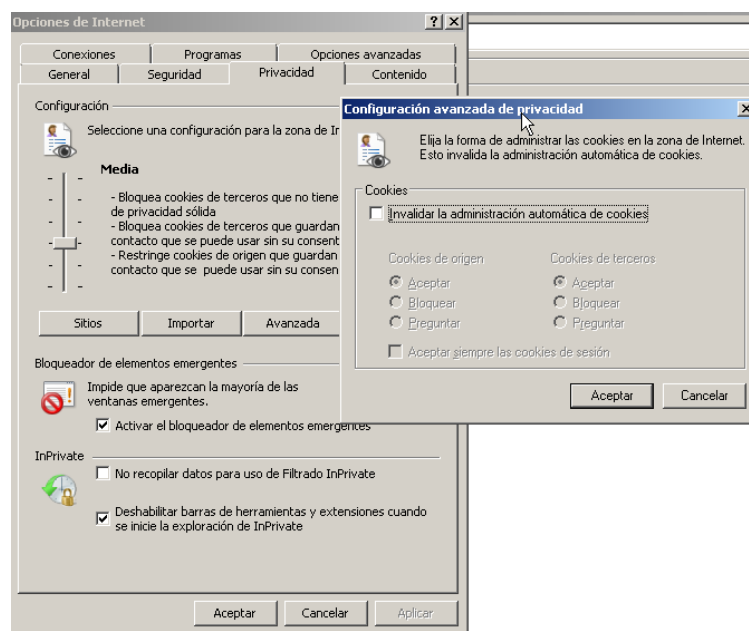 Opciones de Internet
Conexiones
Programas
Opciones avanzadas
General
Seguridad
Privacidad
Contenido
Configuración
Seleccione una configuración para la zona de
Media
- Bloquea cookies de terceros que no tiene
de privacidad sólida
- Bloquea cookies de terceros que guardan
contacto que se puede usar sin su
- Restringe cookies de origen que guardan
contacto que se puede usar sin su
Sitios
Importar
Avanzada
Bloqueador de elementos emergentes
Impide que aparezcan la mayoría de las
ventanas emergentes.
Activar el bloqueador de elementos emergentes
InPrivate
No recopilar datos para uso de Filtrado InPrivate
Deshabilitar barras de herramientas y extensiones cuando
se inicie la exploración de InPrivate
Aceptar
Cancelar
Aplicar
Configuración avanzada de privacidad
Elija la forma de administrar las cookies en la zona de Internet.
Esto invalida la administración automática de cookies.
Cookies
Invalidar la administración automática de cookies
Cookies de origen
Cookies de terceros
Aceptar
Aceptar
Bloquear
Bloquear
Preguntar
Preguntar
Aceptar siempre las cookies de sesión
Aceptar
Cancelar